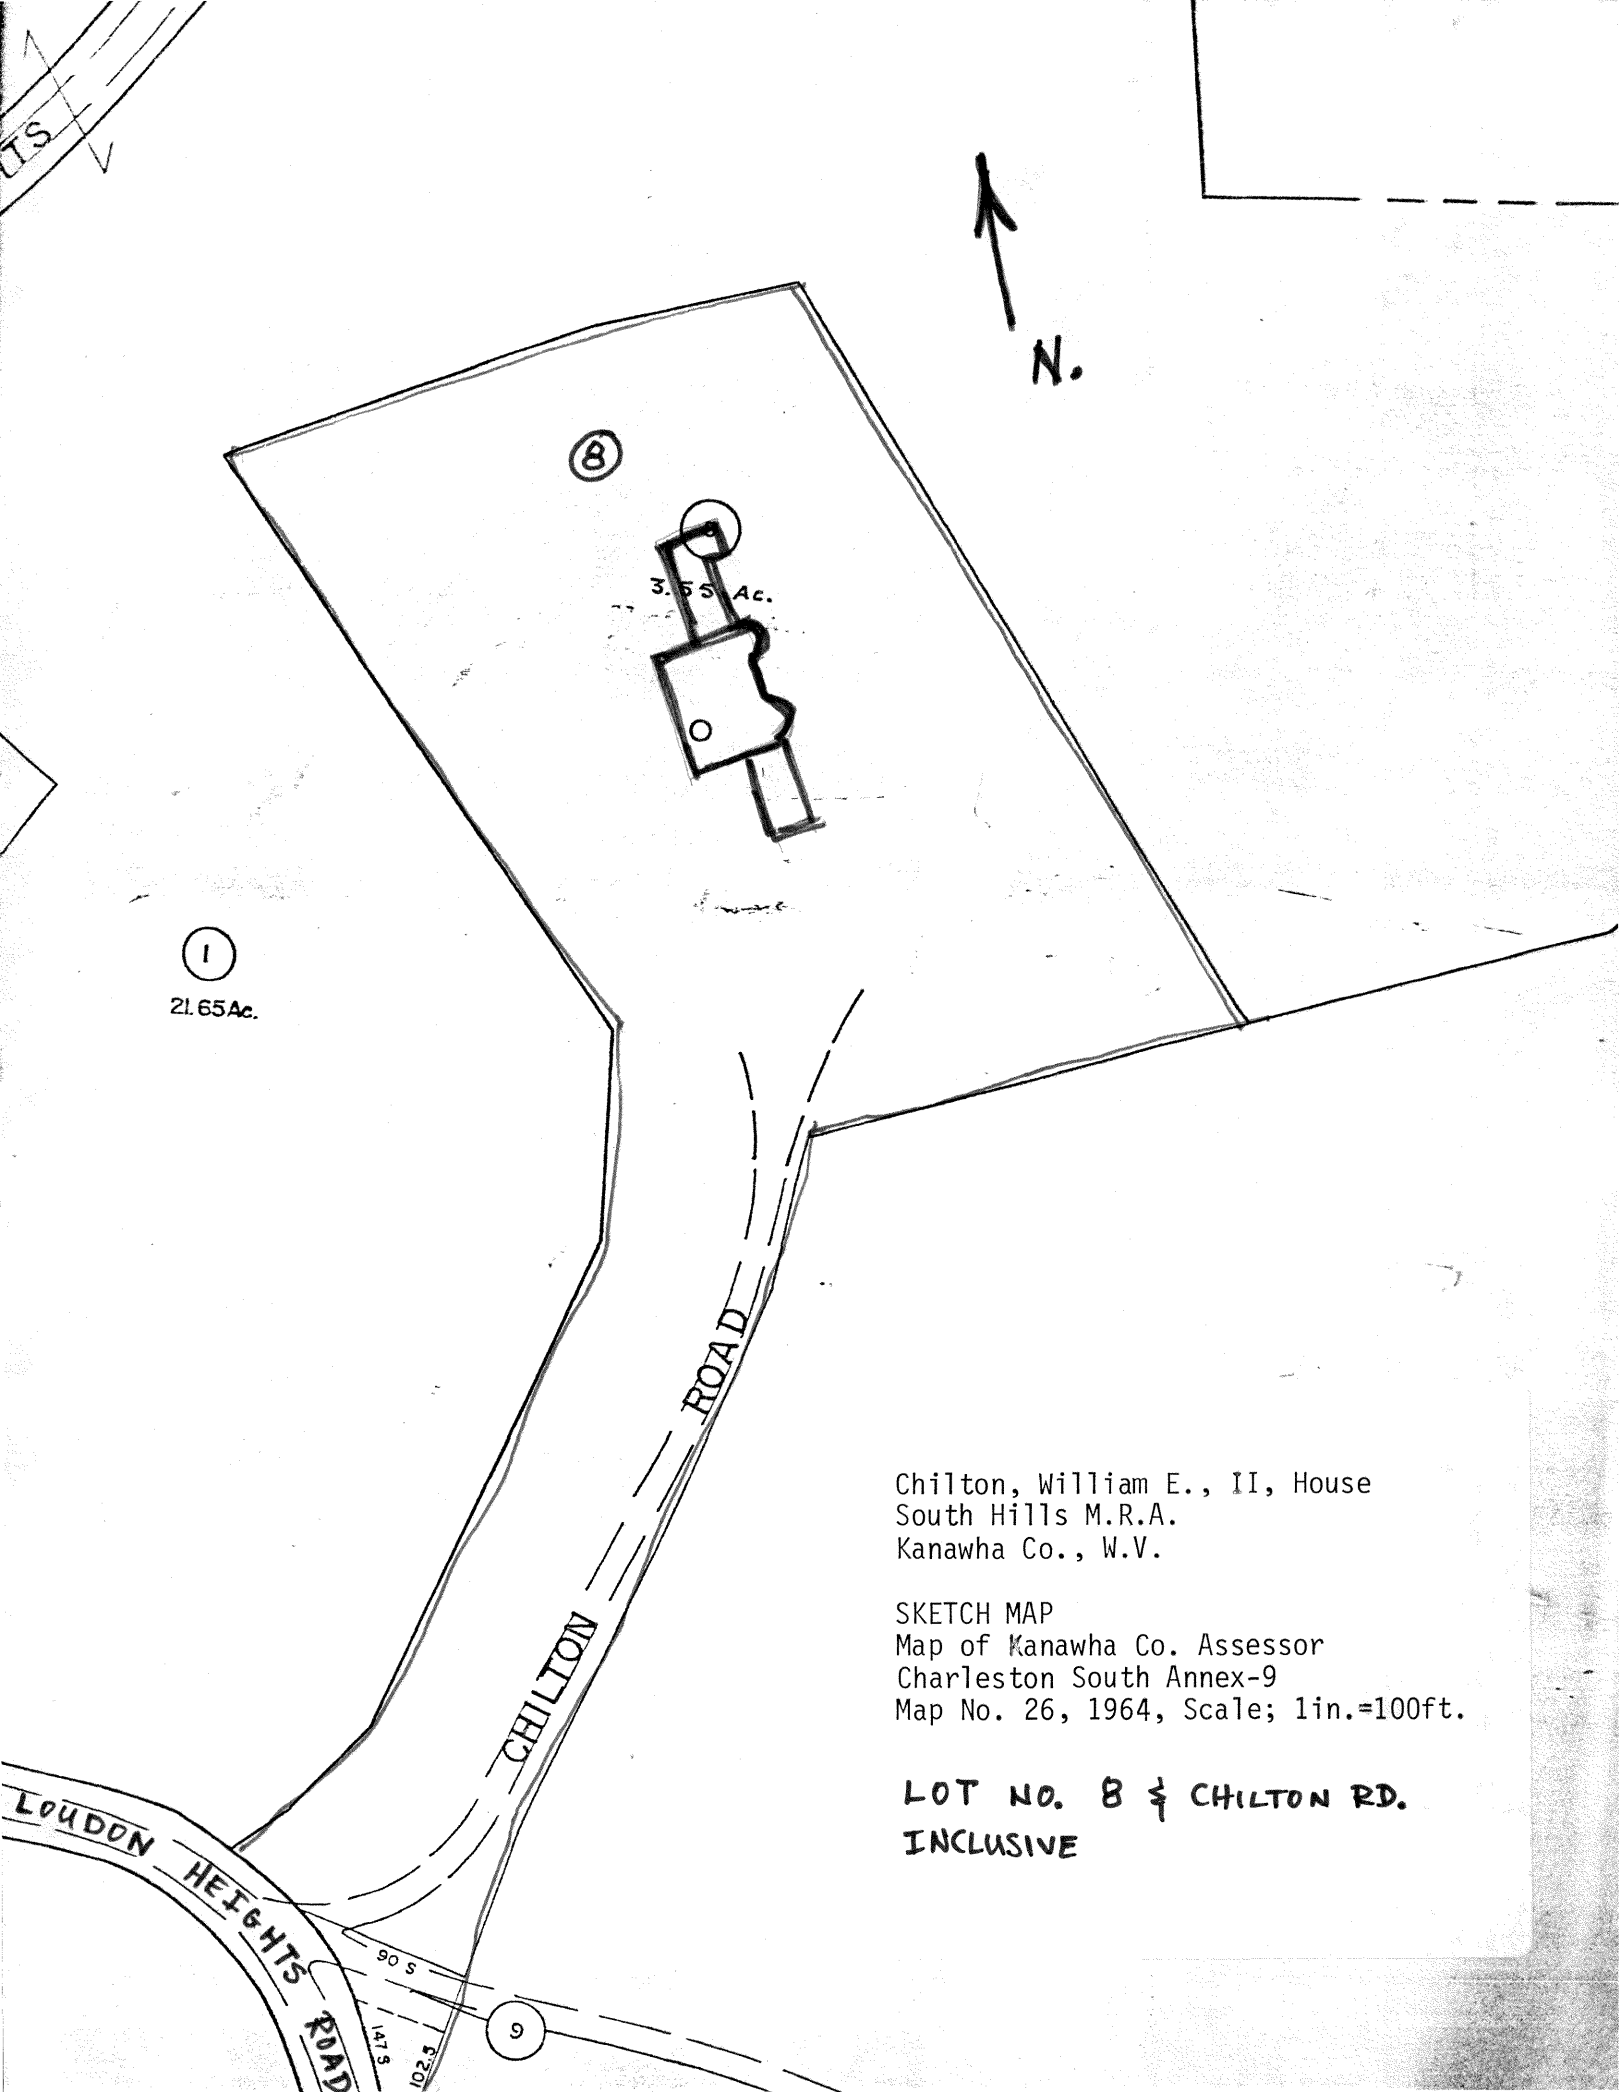 LTS
N.
8
3.55 Ac.
1
21.65 Ac.
ROAD
CHILTON
Chilton, William E., II, House
South Hills M.R.A.
Kanawha Co., W.V.
SKETCH MAP
Map of Kanawha Co. Assessor
Charleston South Annex-9
Map No. 26, 1964, Scale; 1in.=100ft.
LOT NO. 8 & CHILTON RD.
INCLUSIVE
LOUDON HEIGHTS ROAD
90 S
9
147 S
102.5